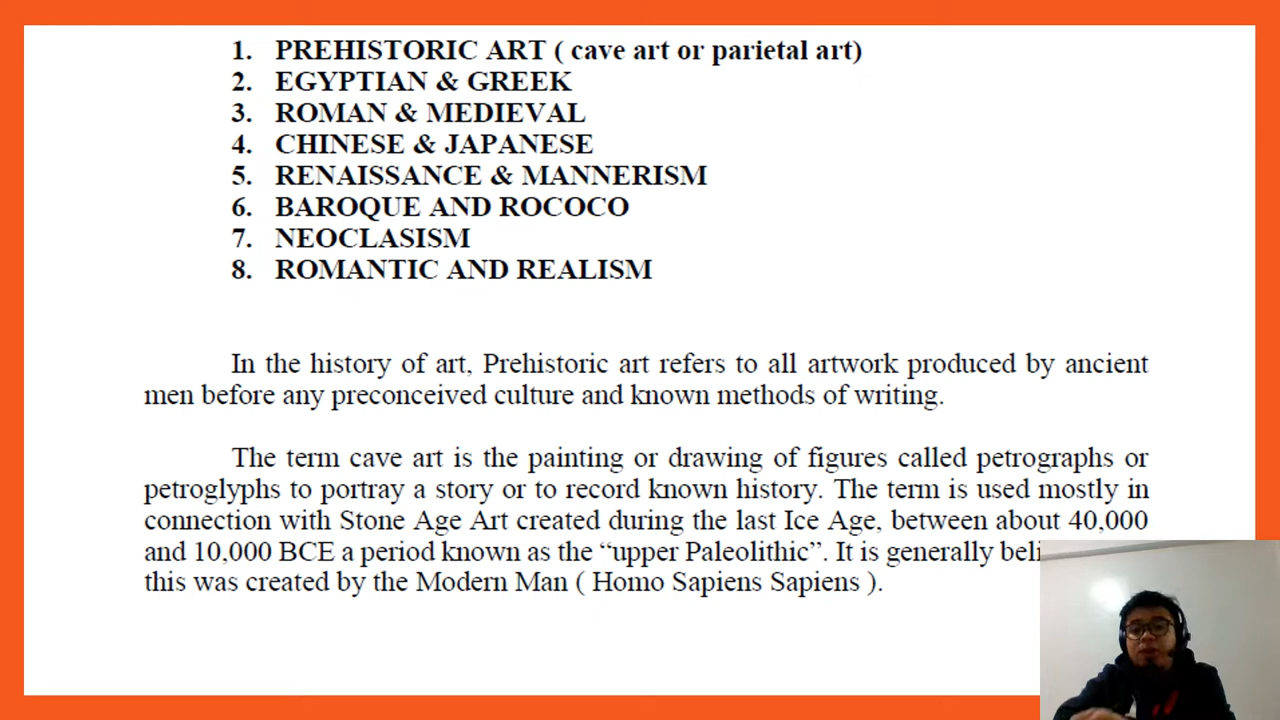 1. PREHISTORIC ART ( cave art or parietal art)
2. EGYPTIAN & GREEK
3. ROMAN & MEDIEVAL
4. CHINESE & JAPANESE
5. RENAISSANCE & MANNERISM
6. BAROQUE AND ROCOCO
7. NEOCLASISM
8. ROMANTIC AND REALISM
In the history of art, Prehistoric art refers to all artwork produced by ancient
men before any preconceived culture and known methods of writing.
The term cave art is the painting or drawing of figures called petrographs or
petroglyphs to portray a story or to record known history. The term is used mostly in
connection with Stone Age Art created during the last Ice Age, between about 40,000
and 10,000 BCE a period known as the “upper Paleolithic”. It is generally
this was created by the Modern Man ( Homo Sapiens Sapiens ).